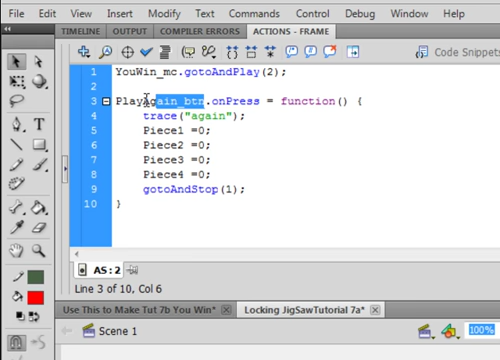 File Edit View Insert Modify Text Commands Control Debug
TIMELINE OUTPUT COMPILER ERRORS ACTIONS - FRAME
Code Snippets
1 YouWin_mc.gotoAndPlay(2);
2
3 PlayAgain_btn.onPress = function() {
4 trace("again");
5 Piece1 =0;
6 Piece2 =0;
7 Piece3 =0;
8 Piece4 =0;
9 gotoAndStop(1);
10 }
AS: 2
Line 3 of 10, Col 6
Use This to Make Tut 7b You Win* Locking JigSawTutorial 7a*
Scene 1 100%